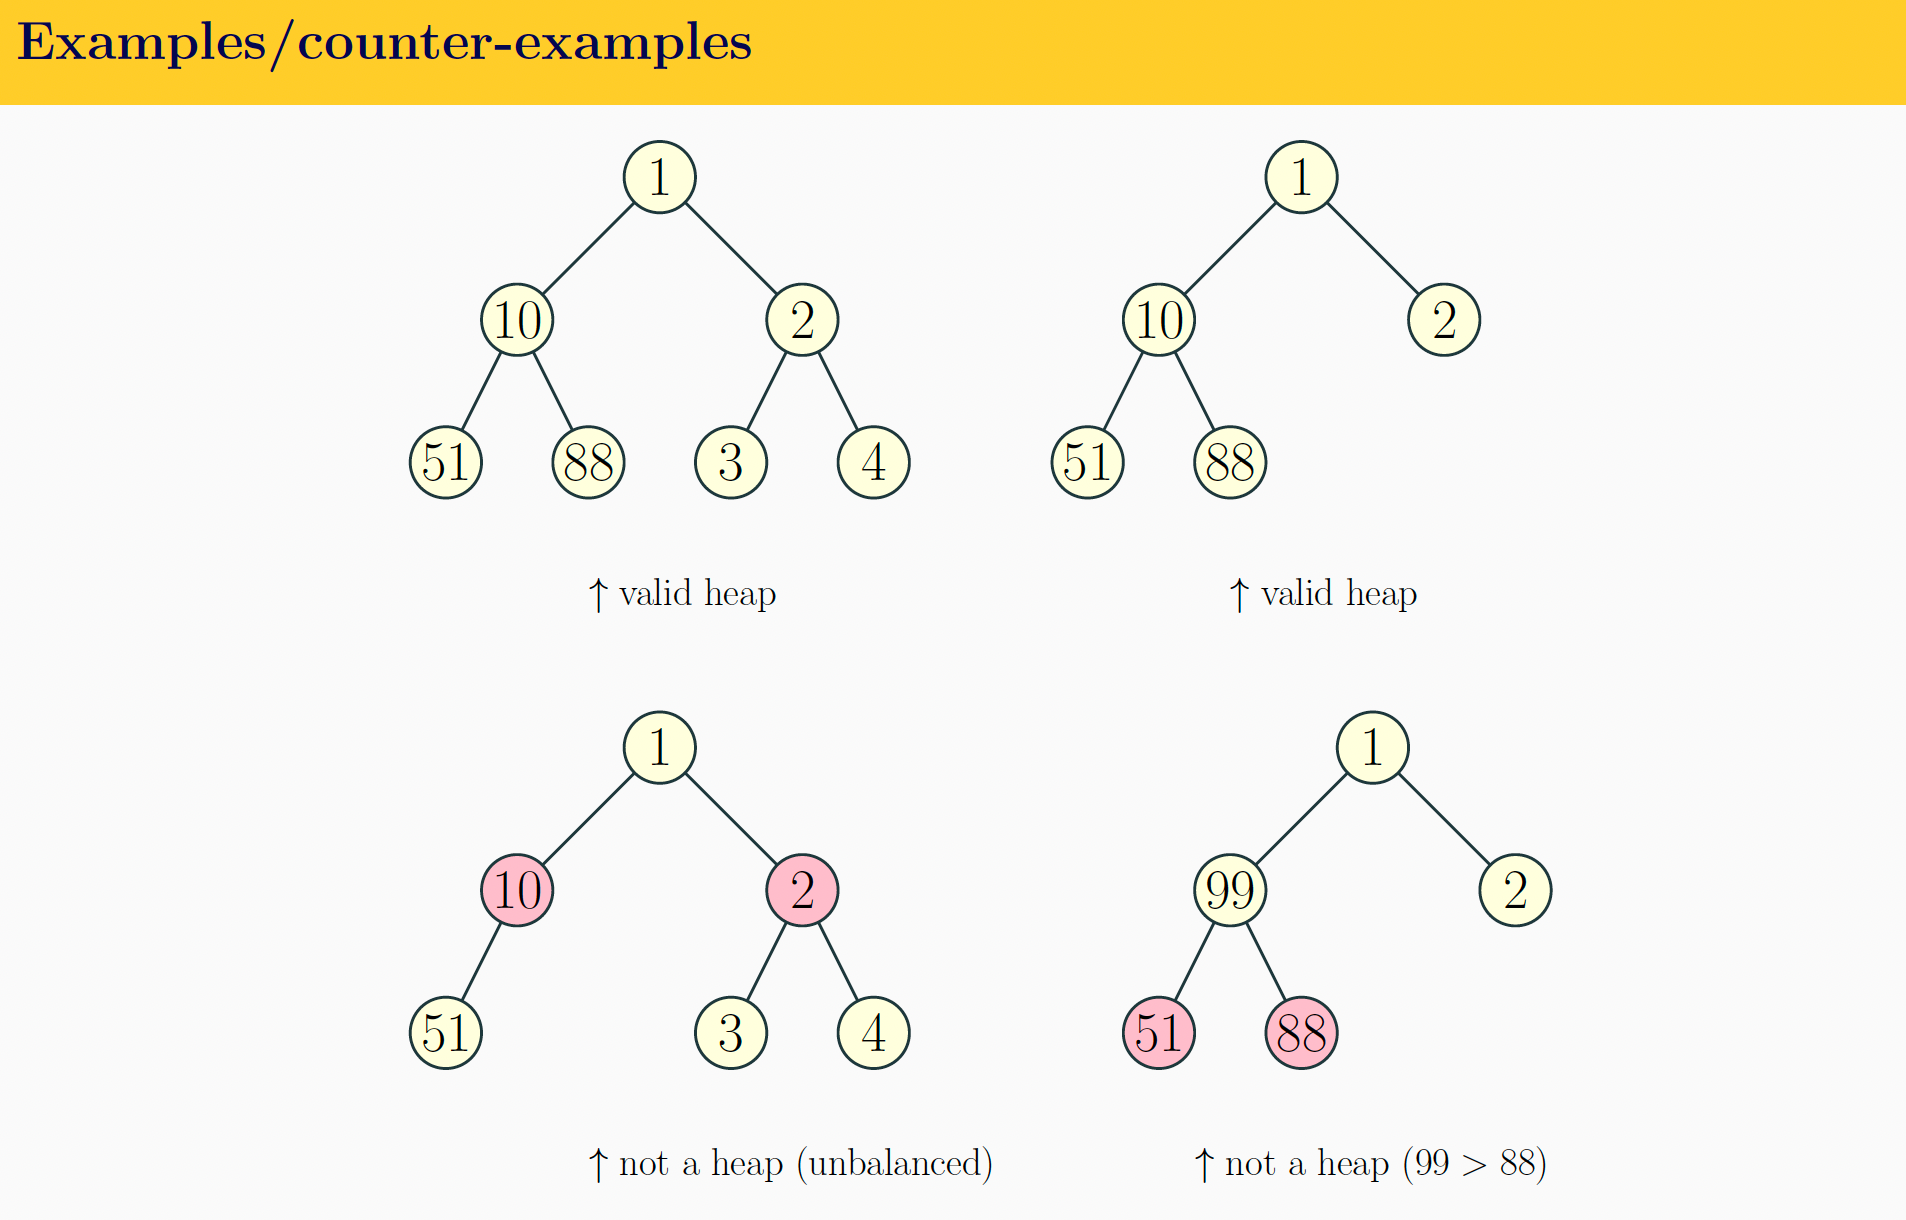 Examples/counter-examples
1
10 2
51 88 3 4
↑ valid heap
1
10 2
51 88
↑ valid heap
1
10 2
51 3 4
↑ not a heap (unbalanced)
1
99 2
51 88
↑ not a heap (99 > 88)